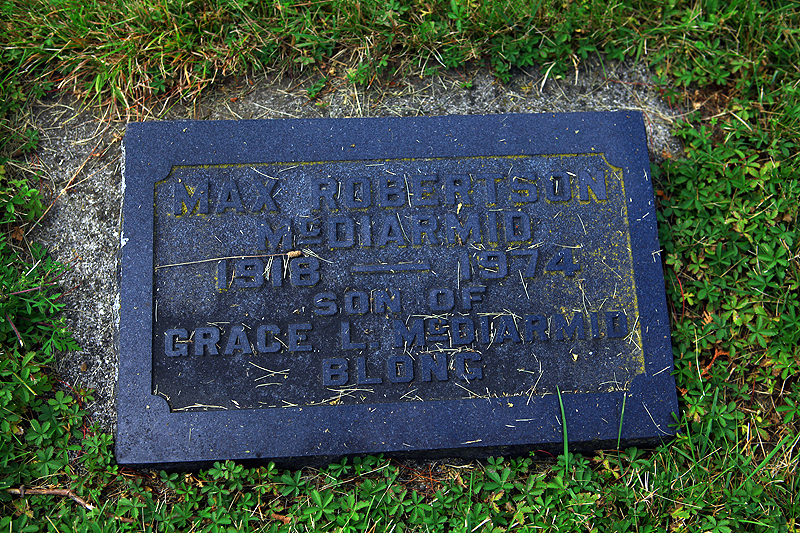 MAX ROBERTSON
McDIARMID
1918 — 1974
SON OF
GRACE L. McDIARMID
BLONG